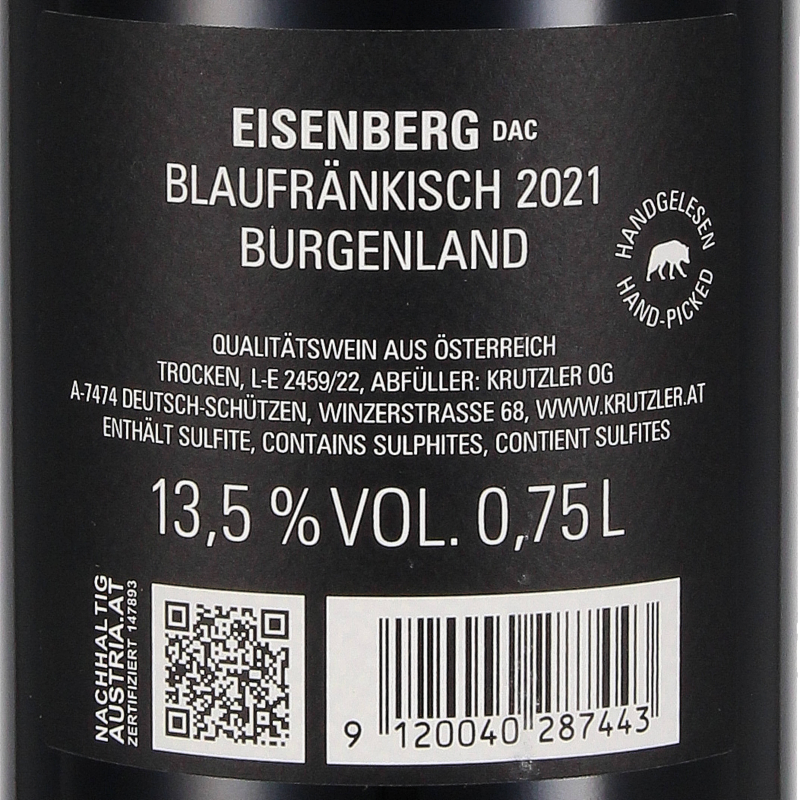 EISENBERG DAC
BLAUFRÄNKISCH 2021
BURGENLAND
HANDGELESEN
HAND-PICKED
QUALITÄTSWEIN AUS ÖSTERREICH
TROCKEN, L-E 2459/22, ABFÜLLER: KRUTZLER OG
A-7474 DEUTSCH-SCHÜTZEN, WINZERSTRASSE 68, WWW.KRUTZLER.AT
ENTHÄLT SULFITE, CONTAINS SULPHITES, CONTIENT SULFITES
13,5 % VOL. 0,75 L
NACHHALTIG
AUSTRIA.AT
ZERTIFIZIERT 147893
9 120040 287443